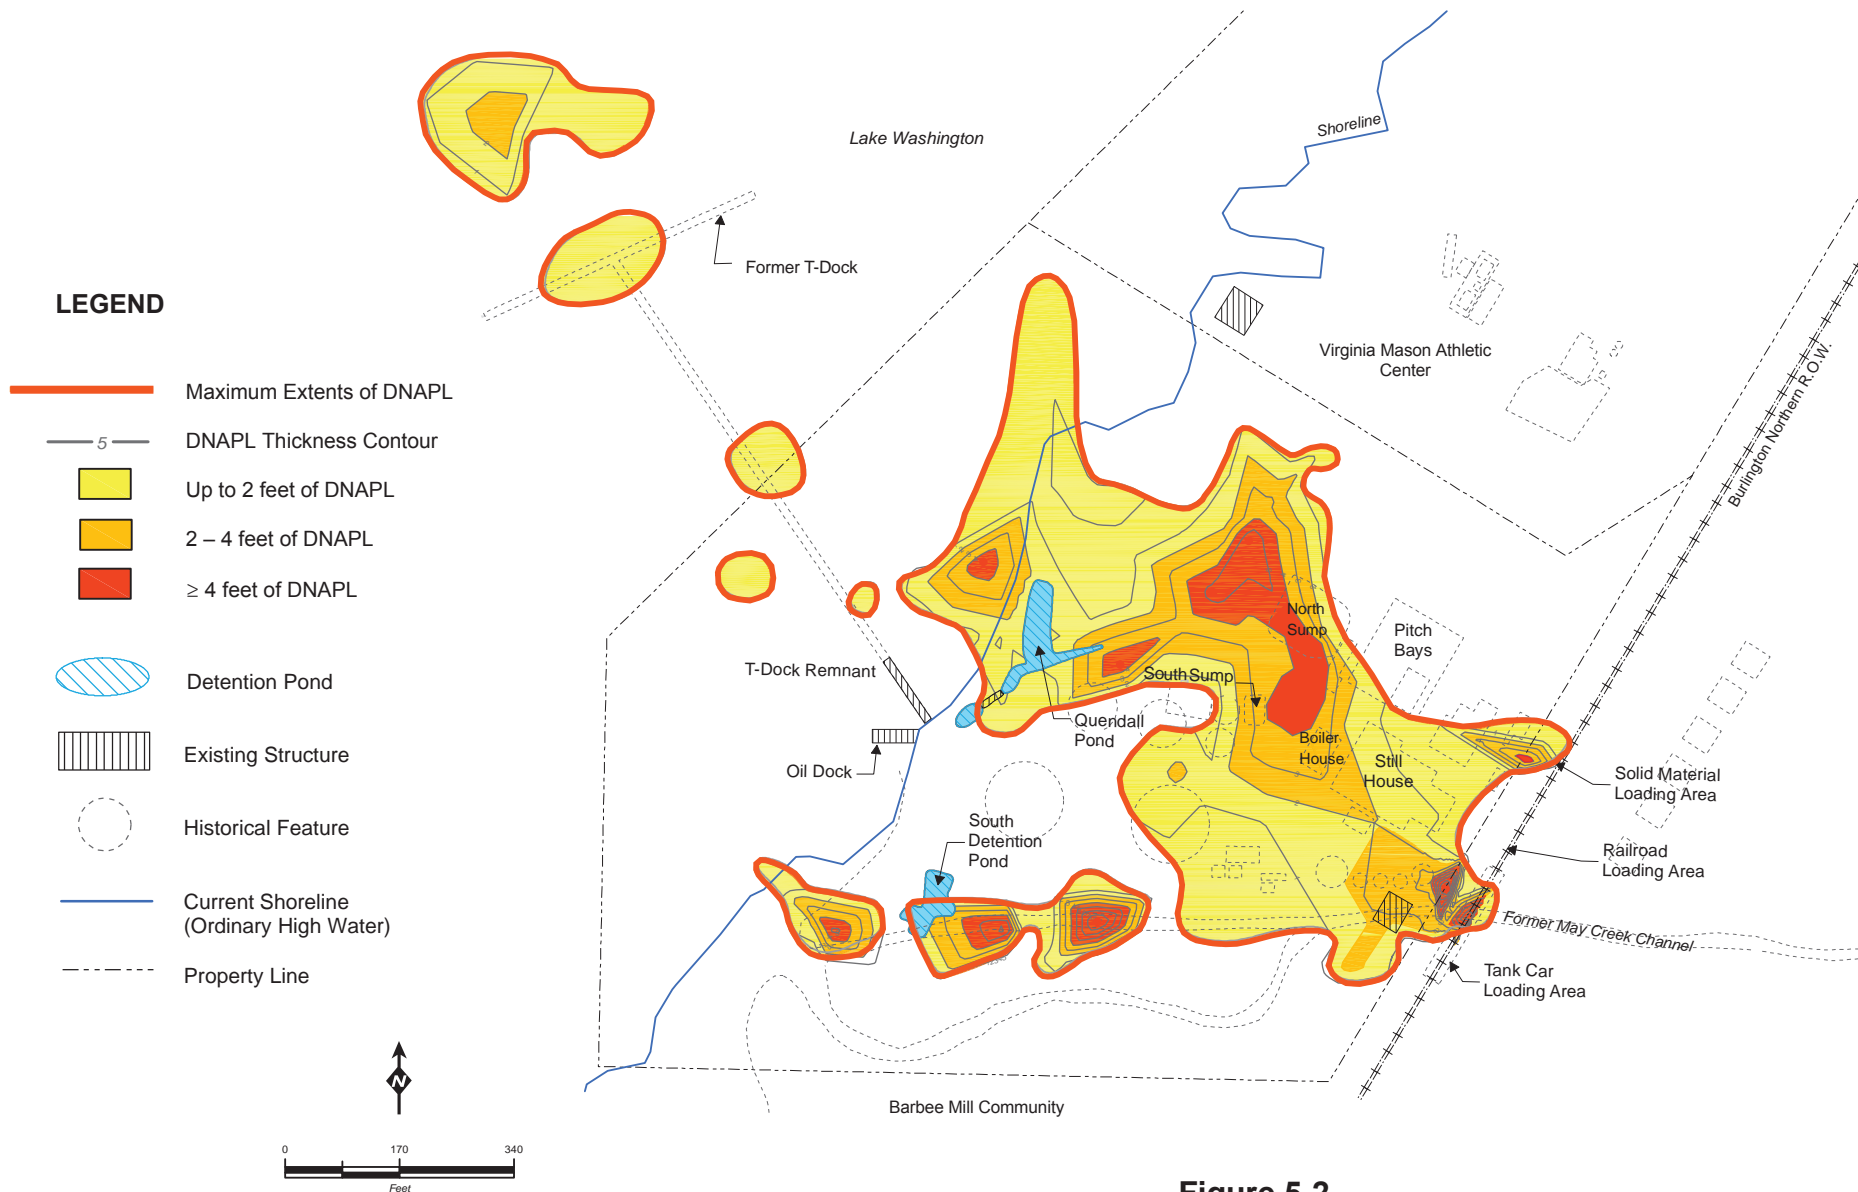 Lake Washington
Shoreline
Former T-Dock
Virginia Mason Athletic
Center
Burlington Northern R.O.W.
LEGEND
Maximum Extents of DNAPL
5
DNAPL Thickness Contour
Up to 2 feet of DNAPL
2 – 4 feet of DNAPL
≥ 4 feet of DNAPL
Detention Pond
Existing Structure
Historical Feature
Current Shoreline
(Ordinary High Water)
Property Line
North
Sump
Pitch
Bays
T-Dock Remnant
South Sump
Quendall
Pond
Boiler
House
Still
House
Oil Dock
Solid Material
Loading Area
South
Detention
Pond
Railroad
Loading Area
Former May Creek Channel
Tank Car
Loading Area
N
Barbee Mill Community
0 170 340
Feet
Figure 5-2